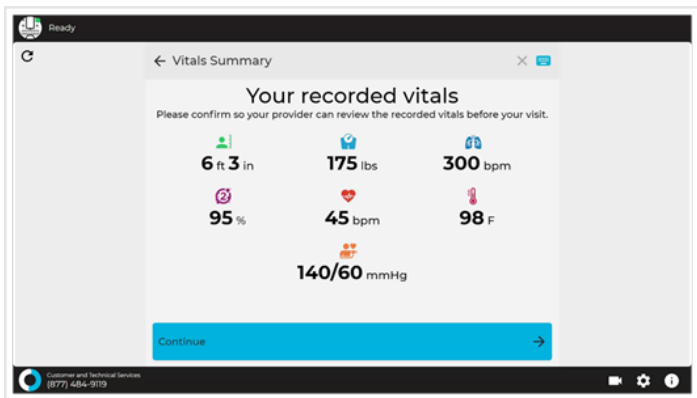 Ready
Vitals Summary
Your recorded vitals
Please confirm so your provider can review the recorded vitals before your visit.
6 ft 3 in
175 lbs
300 bpm
95 %
45 bpm
98 F
140/60 mmHg
Continue
Customer and Technical Services
(877) 484-9119